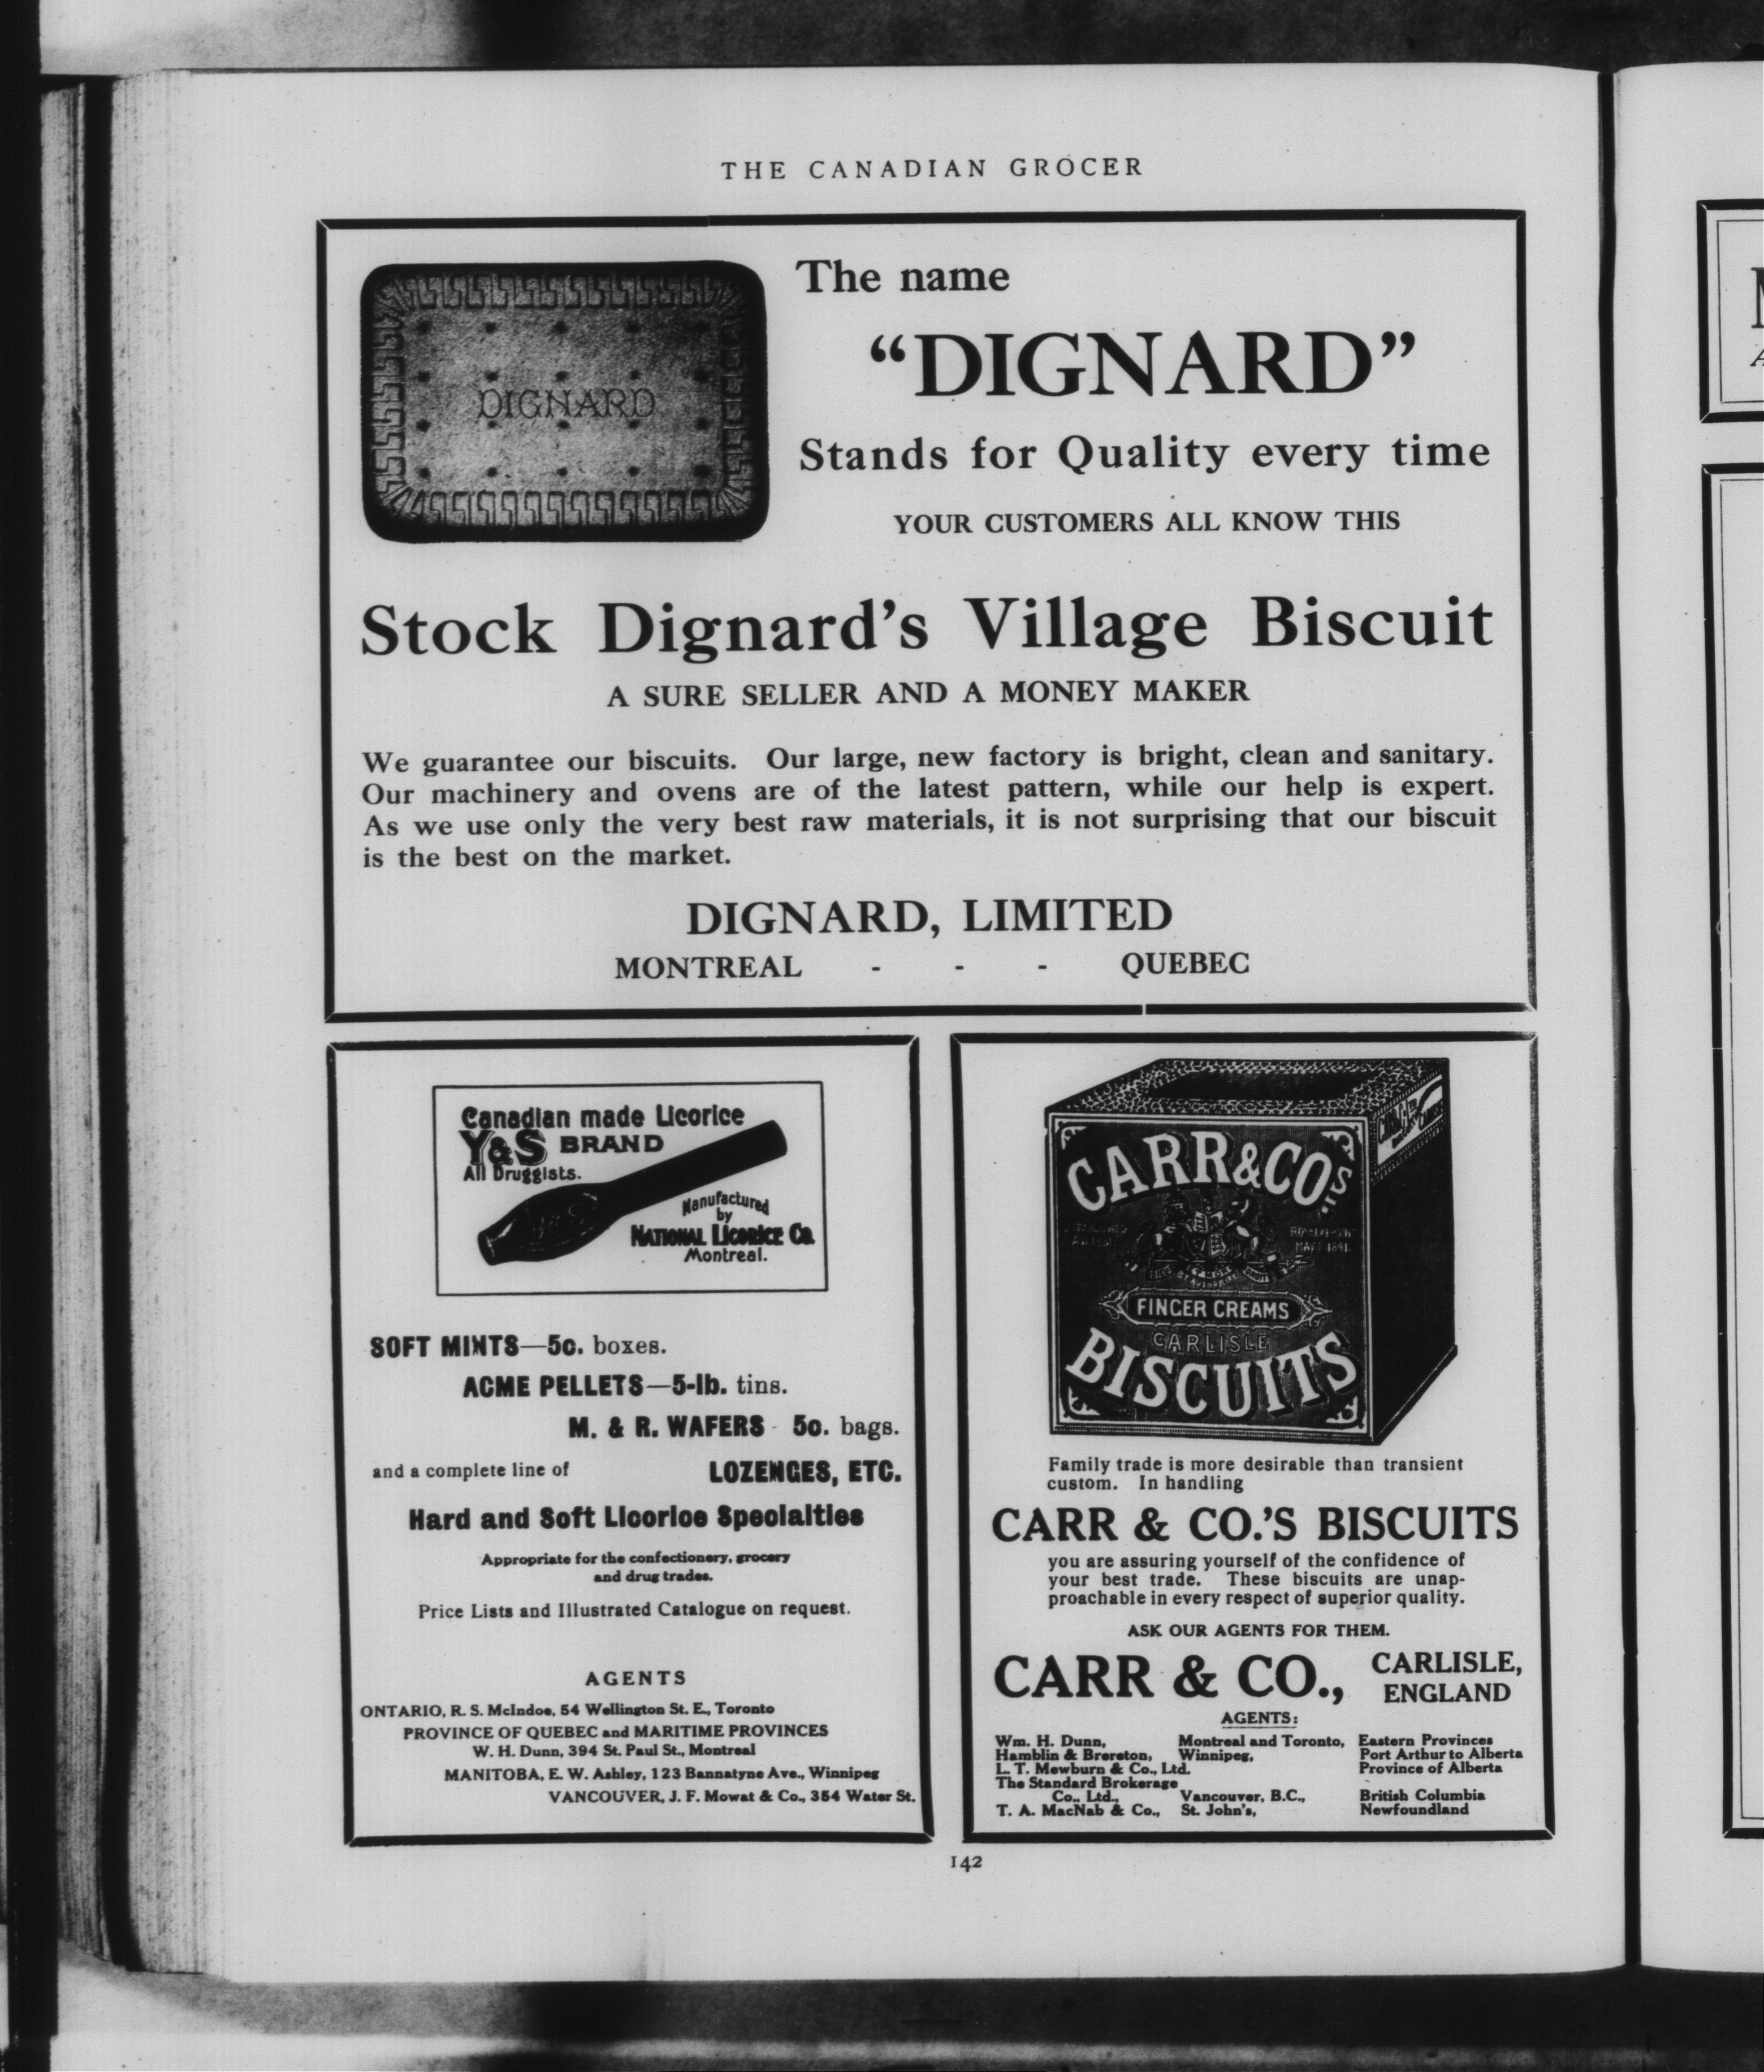 THE CANADIAN GROCER
DIGNARD
The name
“DIGNARD”
Stands for Quality every time
YOUR CUSTOMERS ALL KNOW THIS
Stock Dignard's Village Biscuit
A SURE SELLER AND A MONEY MAKER
We guarantee our biscuits. Our large, new factory is bright, clean and sanitary.
Our machinery and ovens are of the latest pattern, while our help is expert.
As we use only the very best raw materials, it is not surprising that our biscuit
is the best on the market.
DIGNARD, LIMITED
MONTREAL - - - QUEBEC
Canadian made Licorice
Y&S BRAND
All Druggists.
Y&S
Manufactured
by
NATIONAL LICORICE Co.
Montreal.
SOFT MINTS—5c. boxes.
ACME PELLETS—5-lb. tins.
M. & R. WAFERS - 5c. bags.
and a complete line of LOZENGES, ETC.
Hard and Soft Licorice Specialties
Appropriate for the confectionery, grocery
and drug trades.
Price Lists and Illustrated Catalogue on request.
AGENTS
ONTARIO, R. S. McIndoe, 54 Wellington St. E., Toronto
PROVINCE OF QUEBEC and MARITIME PROVINCES
W. H. Dunn, 394 St. Paul St., Montreal
MANITOBA, E. W. Ashley, 123 Bannatyne Ave., Winnipeg
VANCOUVER, J. F. Mowat & Co., 354 Water St.
CARR & CO'S
FINGER CREAMS
CARLISLE
BISCUITS
Family trade is more desirable than transient
custom. In handling
CARR & CO.'S BISCUITS
you are assuring yourself of the confidence of
your best trade. These biscuits are unap-
proachable in every respect of superior quality.
ASK OUR AGENTS FOR THEM.
CARR & CO., CARLISLE,
ENGLAND
AGENTS:
Wm. H. Dunn, Montreal and Toronto, Eastern Provinces
Hamblin & Brereton, Winnipeg, Port Arthur to Alberta
L. T. Mewburn & Co., Ltd. Province of Alberta
The Standard Brokerage
Co., Ltd., Vancouver, B.C., British Columbia
T. A. MacNab & Co., St. John's, Newfoundland
142